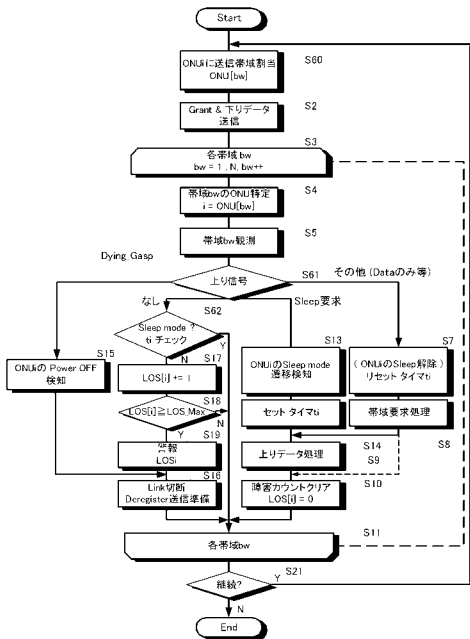 Start
ONUiに送信帯域割当
ONU[bw]
S60
Grant & 下りデータ
送信
S2
S3
各帯域 bw
bw = 1 , N, bw++
S4
帯域bwのONU特定
i = ONU[bw]
S5
帯域bw観測
Dying_Gasp
上り信号
S61
その他 (Dataのみ等)
なし
S62
Sleep要求
Sleep mode ?
ti チェック
Y
N
S15
ONUiの Power OFF
検知
S17
LOS[i] += 1
S13
ONUiのSleep mode
遷移検知
S7
( ONUiのSleep解除 )
リセット タイマti
S18
LOS[i]≧LOS_Max
N
Y
セット タイマti
帯域要求処理
S8
S19
警報
LOSi
S14
上りデータ処理
S9
S16
Link切断
Deregister送信準備
S10
障害カウントクリア
LOS[i] = 0
S11
各帯域bw
S21
継続?
Y
N
End